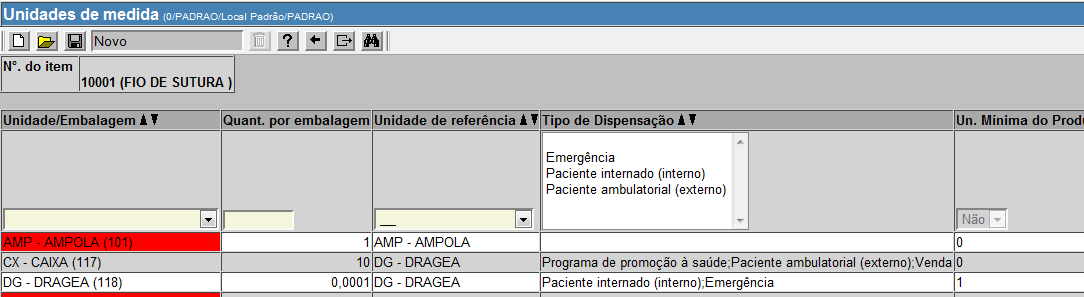 Unidades de medida (0/PADRAO/Local Padrão/PADRAO)
Novo
?
N°. do item
10001 (FIO DE SUTURA )
Unidade/Embalagem Quant. por embalagem Unidade de referência Tipo de Dispensação Un. Mínima do Produ
Emergência
Paciente internado (interno)
Paciente ambulatorial (externo)
__ Não
AMP - AMPOLA (101) 1 AMP - AMPOLA 0
CX - CAIXA (117) 10 DG - DRAGEA Programa de promoção à saúde;Paciente ambulatorial (externo);Venda 0
DG - DRAGEA (118) 0,0001 DG - DRAGEA Paciente internado (interno);Emergência 1